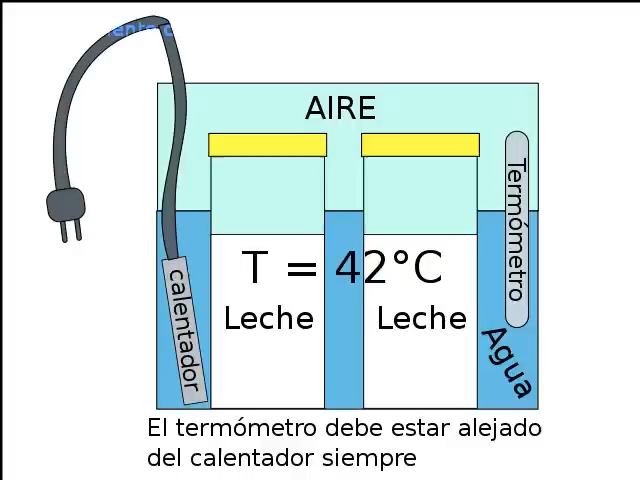 AIRE
Termómetro
T = 42°C
calentador
Leche
Leche
Agua
El termómetro debe estar alejado
del calentador siempre